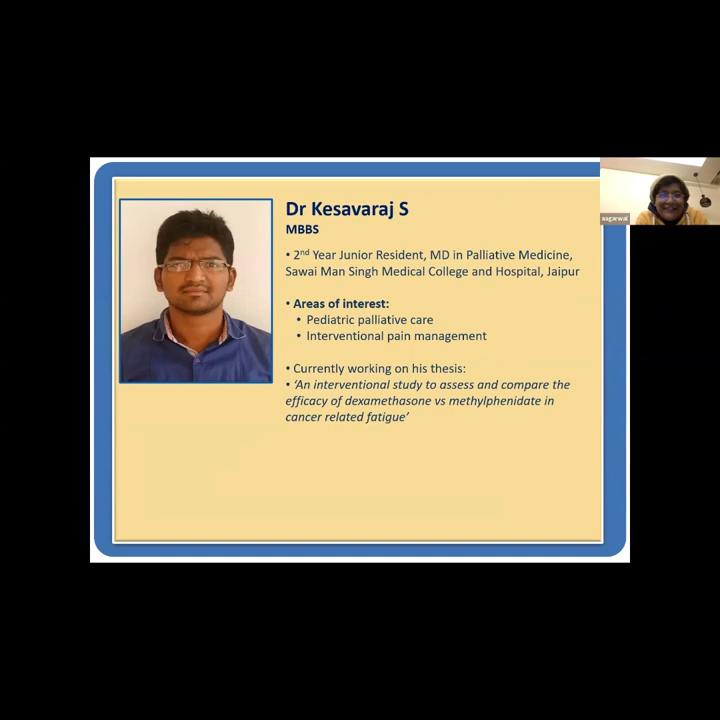 Dr Kesavaraj S
MBBS
• 2nd Year Junior Resident, MD in Palliative Medicine,
Sawai Man Singh Medical College and Hospital, Jaipur
• Areas of interest:
• Pediatric palliative care
• Interventional pain management
• Currently working on his thesis:
• ‘An interventional study to assess and compare the
efficacy of dexamethasone vs methylphenidate in
cancer related fatigue’
aagarwal